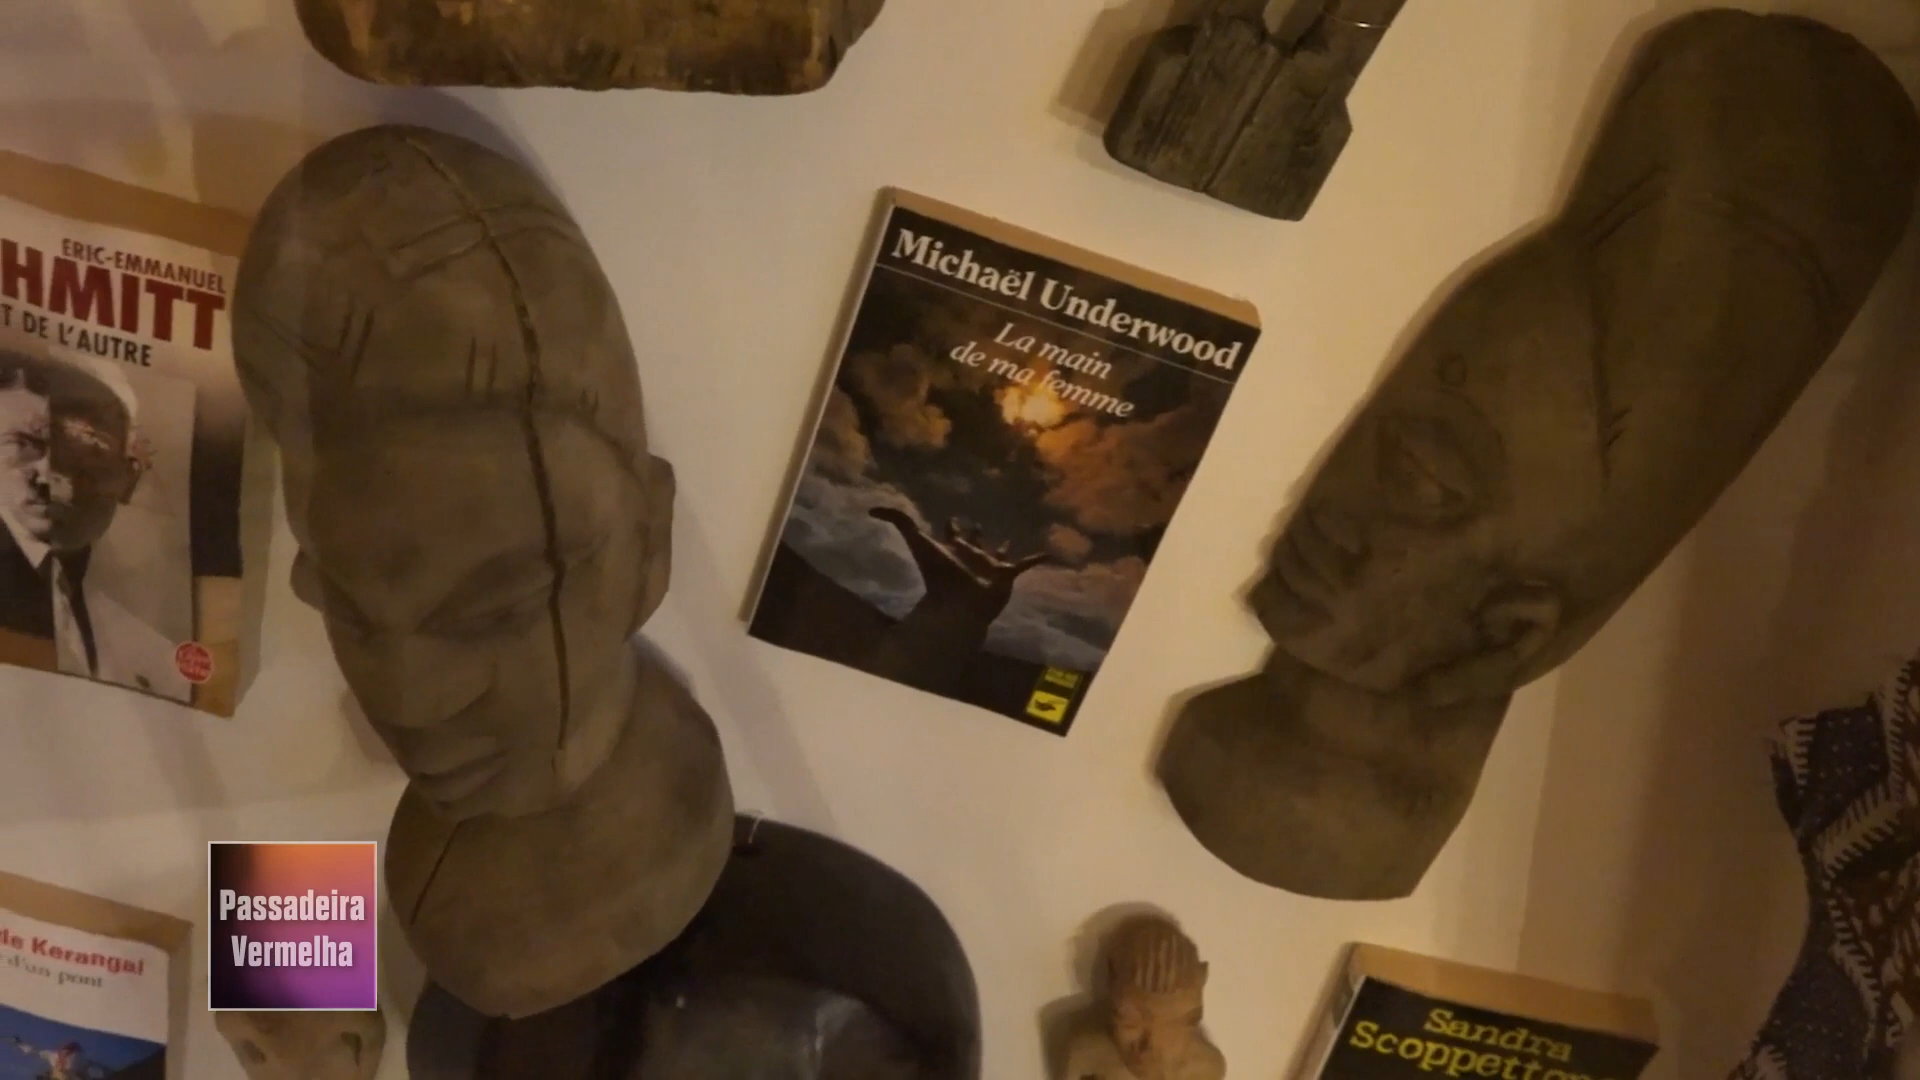 ERIC-EMMANUEL
HMITT
T DE L'AUTRE
Michaël Underwood
La main
de ma femme
Passadeira
Vermelha
de Kerangal
d'un pont
Sandra
Scoppettone